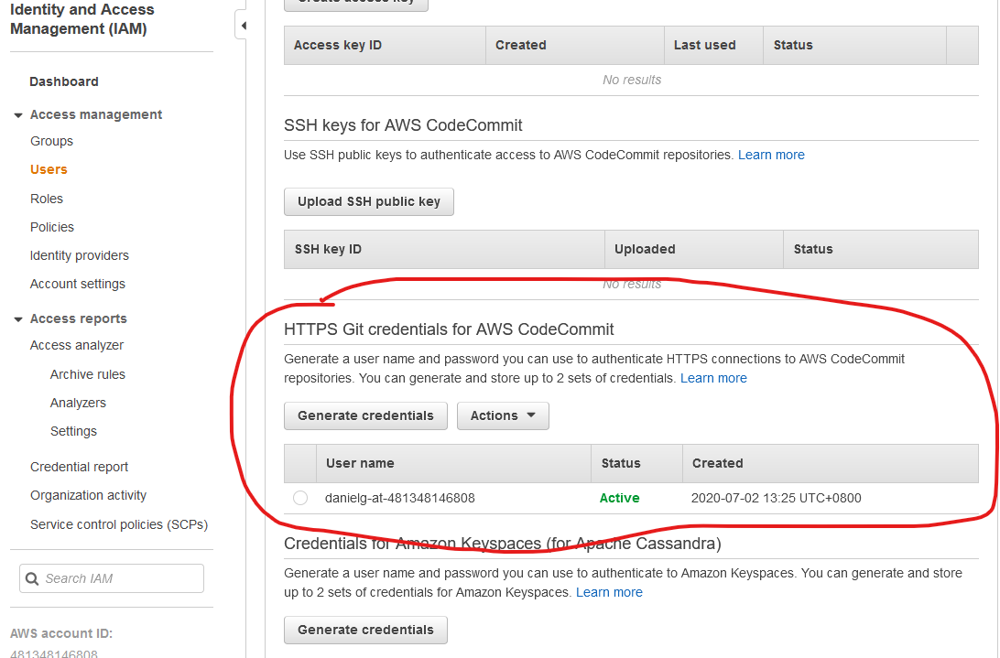 Identity and Access
Management (IAM)
Dashboard
Access management
Groups
Users
Roles
Policies
Identity providers
Account settings
Access reports
Access analyzer
Archive rules
Analyzers
Settings
Credential report
Organization activity
Service control policies (SCPs)
Search IAM
AWS account ID:
481348146808
Create access key
Access key ID Created Last used Status
No results
SSH keys for AWS CodeCommit
Use SSH public keys to authenticate access to AWS CodeCommit repositories. Learn more
Upload SSH public key
SSH key ID Uploaded Status
No results
HTTPS Git credentials for AWS CodeCommit
Generate a user name and password you can use to authenticate HTTPS connections to AWS CodeCommit
repositories. You can generate and store up to 2 sets of credentials. Learn more
Generate credentials Actions
User name Status Created
danielg-at-481348146808 Active 2020-07-02 13:25 UTC+0800
Credentials for Amazon Keyspaces (for Apache Cassandra)
Generate a user name and password you can use to authenticate to Amazon Keyspaces. You can generate and store
up to 2 sets of credentials for Amazon Keyspaces. Learn more
Generate credentials